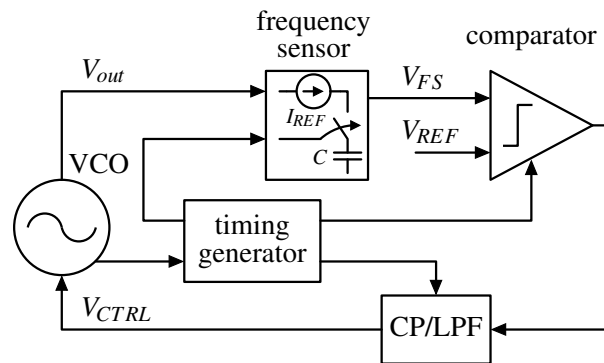 frequency
sensor
comparator
V_out
I_REF
C
V_FS
V_REF
VCO
timing
generator
V_CTRL
CP/LPF